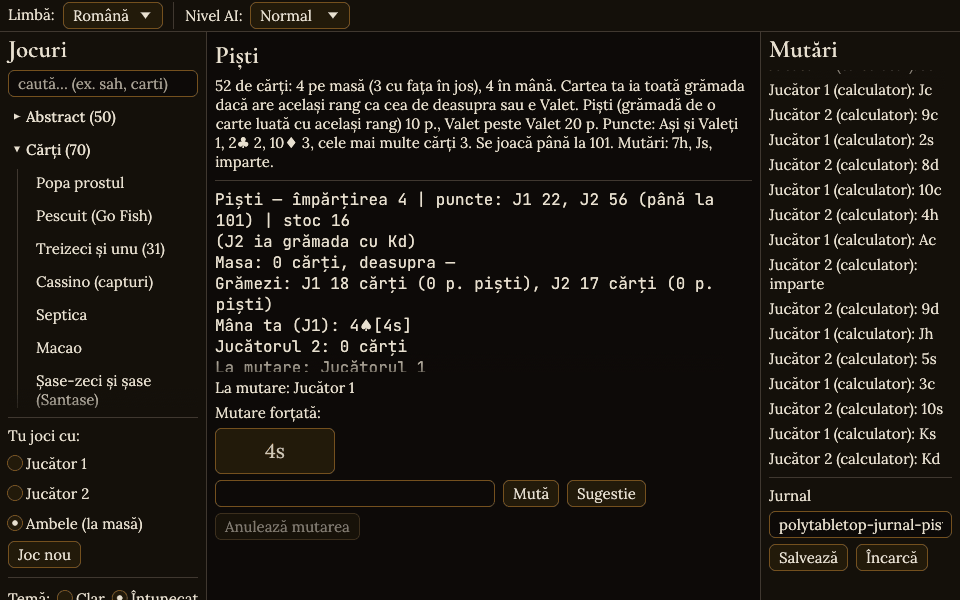 Limbă: Română ▼ Nivel AI: Normal ▼
Jocuri
caută... (ex. sah, carti)
▸ Abstract (50)
▾ Cărți (70)
Popa prostul
Pescuit (Go Fish)
Treizeci și unu (31)
Cassino (capturi)
Septica
Macao
Șase-zeci și șase
(Santase)
Tu joci cu:
Jucător 1
Jucător 2
Ambele (la masă)
Joc nou
Temă: Clar Întunecat
Piști
52 de cărți: 4 pe masă (3 cu fața în jos), 4 în mână. Cartea ta ia toată grămada
dacă are același rang ca cea de deasupra sau e Valet. Piști (grămadă de o
carte luată cu același rang) 10 p., Valet peste Valet 20 p. Puncte: Ași și Valeți
1, 2♣ 2, 10♦ 3, cele mai multe cărți 3. Se joacă până la 101. Mutări: 7h, Js,
imparte.
Piști — împărțirea 4 | puncte: J1 22, J2 56 (până la
101) | stoc 16
(J2 ia grămada cu Kd)
Masa: 0 cărți, deasupra —
Grămezi: J1 18 cărți (0 p. piști), J2 17 cărți (0 p.
piști)
Mâna ta (J1): 4♠[4s]
Jucătorul 2: 0 cărți
La mutare: Jucătorul 1
La mutare: Jucător 1
Mutare forțată:
4s
Mută Sugestie
Anulează mutarea
Mutări
Jucător 1 (calculator): Jc
Jucător 2 (calculator): 9c
Jucător 1 (calculator): 2s
Jucător 2 (calculator): 8d
Jucător 1 (calculator): 10c
Jucător 2 (calculator): 4h
Jucător 1 (calculator): Ac
Jucător 2 (calculator):
imparte
Jucător 2 (calculator): 9d
Jucător 1 (calculator): Jh
Jucător 2 (calculator): 5s
Jucător 1 (calculator): 3c
Jucător 2 (calculator): 10s
Jucător 1 (calculator): Ks
Jucător 2 (calculator): Kd
Jurnal
polytabletop-jurnal-pis
Salvează Încarcă